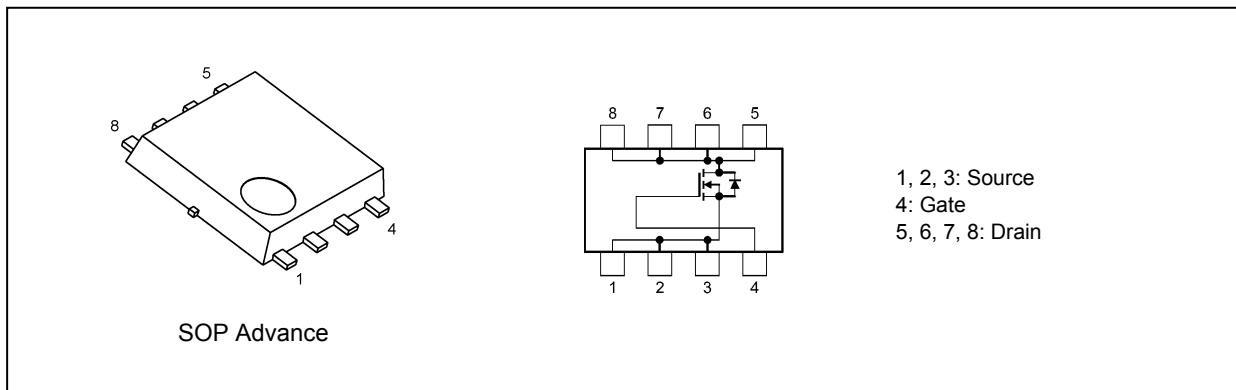 5
8
4
1
SOP Advance
8 7 6 5
1 2 3 4
1, 2, 3: Source
4: Gate
5, 6, 7, 8: Drain